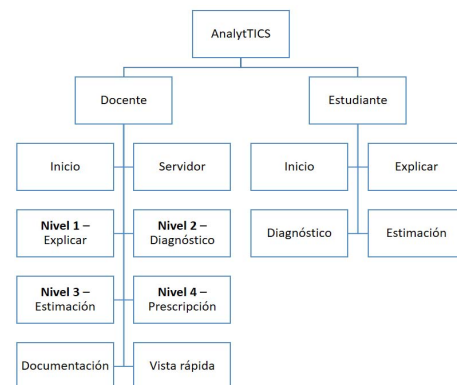 AnalytTICS
Docente
Estudiante
Inicio
Servidor
Inicio
Explicar
Nivel 1 –
Explicar
Nivel 2 –
Diagnóstico
Diagnóstico
Estimación
Nivel 3 –
Estimación
Nivel 4 –
Prescripción
Documentación
Vista rápida